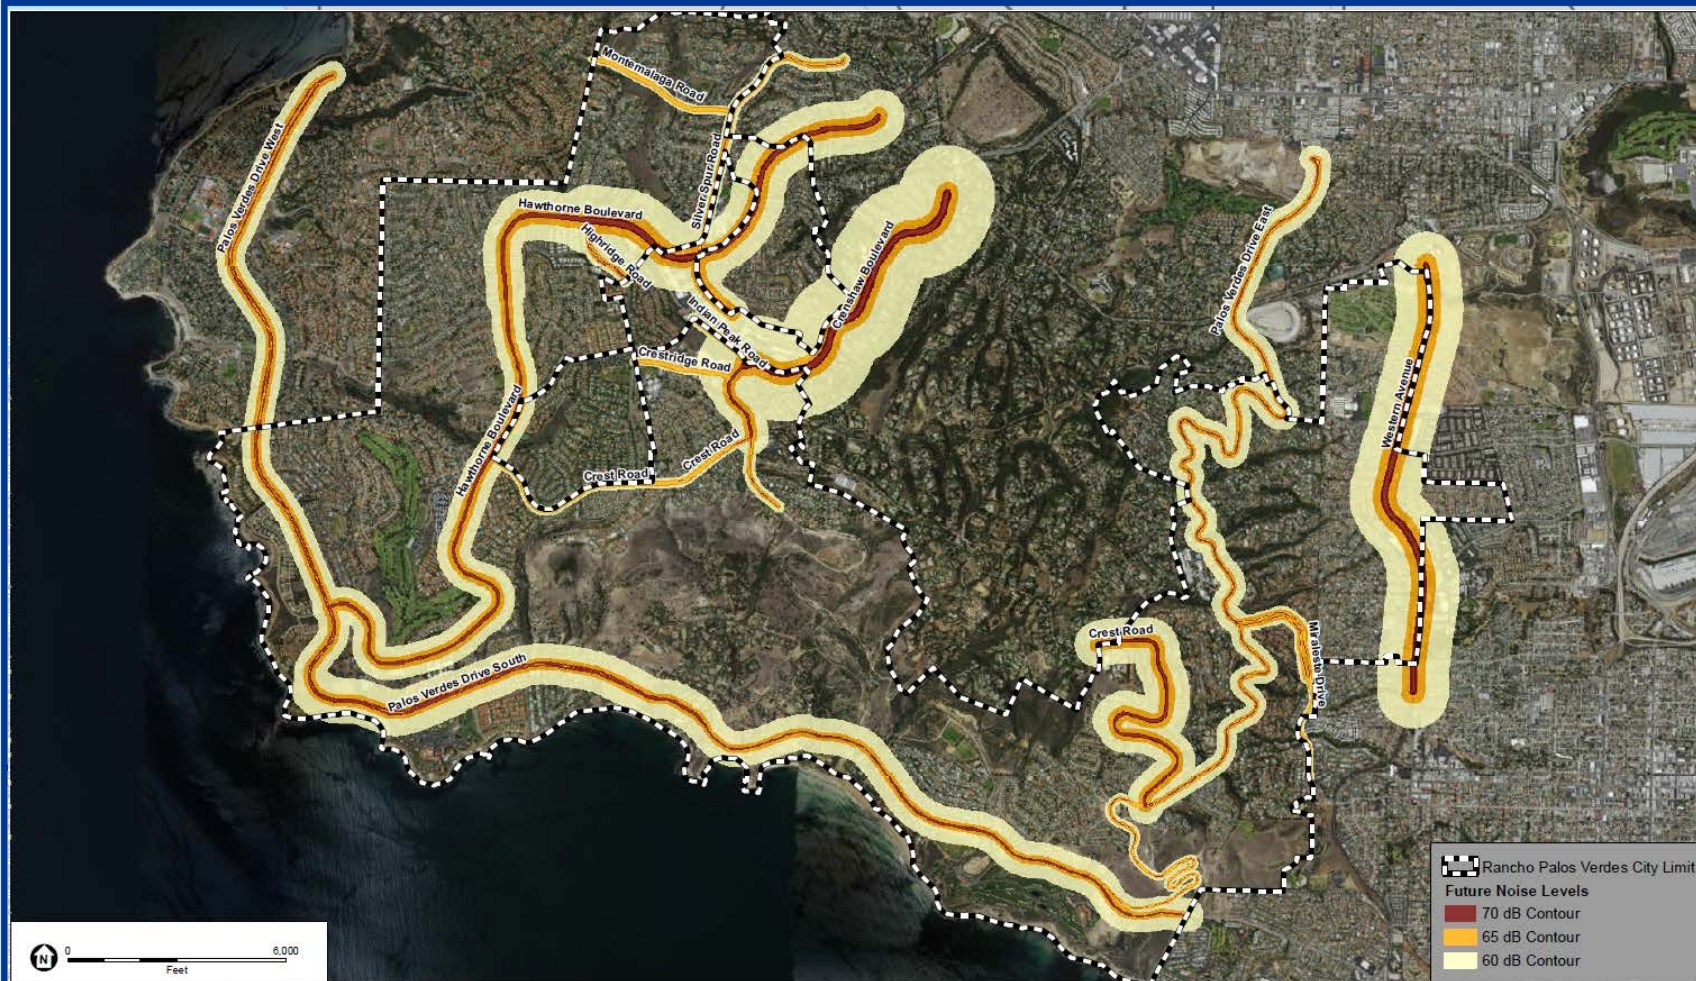 Montemalaga Road
Palos Verdes Drive West
Silver Spur Road
Hawthorne Boulevard
Highridge Road
Crenshaw Boulevard
Palos Verdes Drive East
Indian Peak Road
Crestridge Road
Western Avenue
Hawthorne Boulevard
Crest Road
Crest Road
Crest Road
Miraleste Drive
Palos Verdes Drive South
Rancho Palos Verdes City Limit
Future Noise Levels
70 dB Contour
65 dB Contour
60 dB Contour
N
0 6,000
Feet